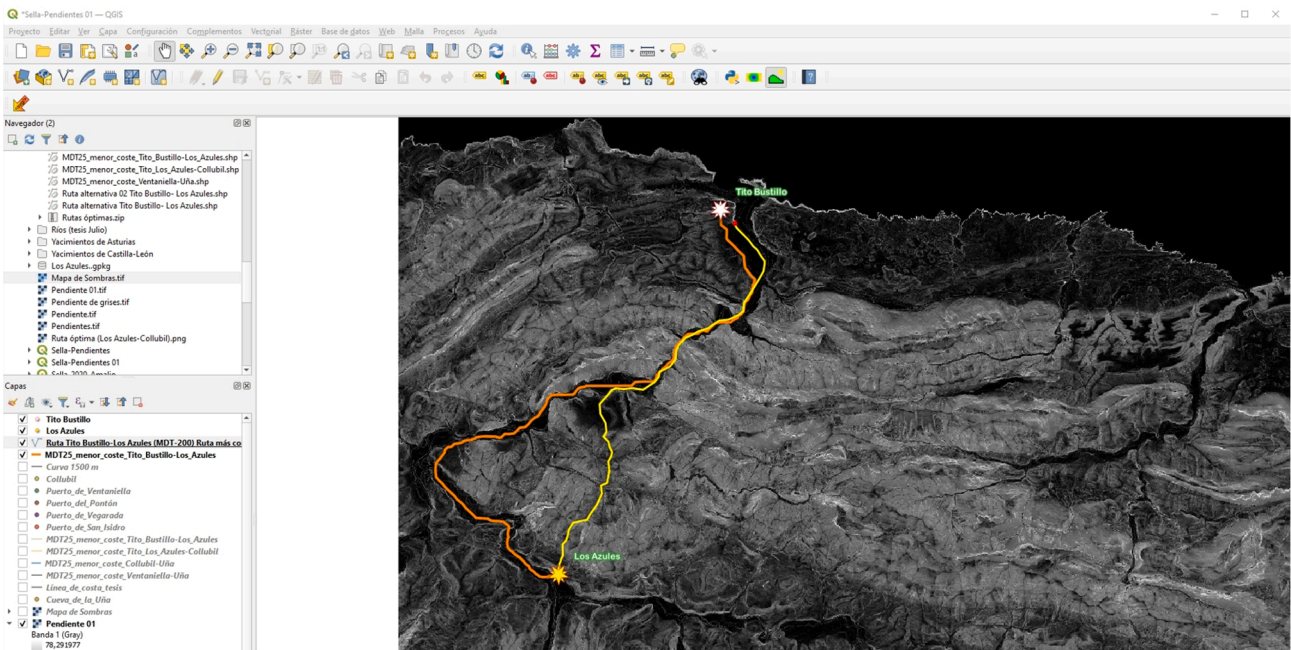 *Sella-Pendientes 01 — QGIS
Proyecto Editar Ver Capa Configuración Complementos Vectorial Ráster Base de datos Web Malla Procesos Ayuda
Navegador (2)
MDT25_menor_coste_Tito_Bustillo-Los_Azules.shp
MDT25_menor_coste_Tito_Los_Azules-Collubil.shp
MDT25_menor_coste_Ventaniella-Uña.shp
Ruta alternativa 02 Tito Bustillo- Los Azules.shp
Ruta alternativa Tito Bustillo- Los Azules.shp
Rutas óptimas.zip
Ríos (tesis Julio)
Yacimientos de Asturias
Yacimientos de Castilla-León
Los Azules..gpkg
Mapa de Sombras.tif
Pendiente 01.tif
Pendiente de grises.tif
Pendiente.tif
Pendientes.tif
Ruta óptima (Los Azules-Collubil).png
Sella-Pendientes
Sella-Pendientes 01
Capas
Tito Bustillo
Los Azules
Ruta Tito Bustillo-Los Azules (MDT-200) Ruta más co
MDT25_menor_coste_Tito_Bustillo-Los_Azules
Curva 1500 m
Collubil
Puerto_de_Ventaniella
Puerto_del_Pontón
Puerto_de_Vegarada
Puerto_de_San_Isidro
MDT25_menor_coste_Tito_Bustillo-Los_Azules
MDT25_menor_coste_Tito_Los_Azules-Collubil
MDT25_menor_coste_Collubil-Uña
MDT25_menor_coste_Ventaniella-Uña
Línea_de_costa_tesis
Cueva_de_la_Uña
Mapa de Sombras
Pendiente 01
Banda 1 (Gray)
78,291977
Tito Bustillo
Los Azules